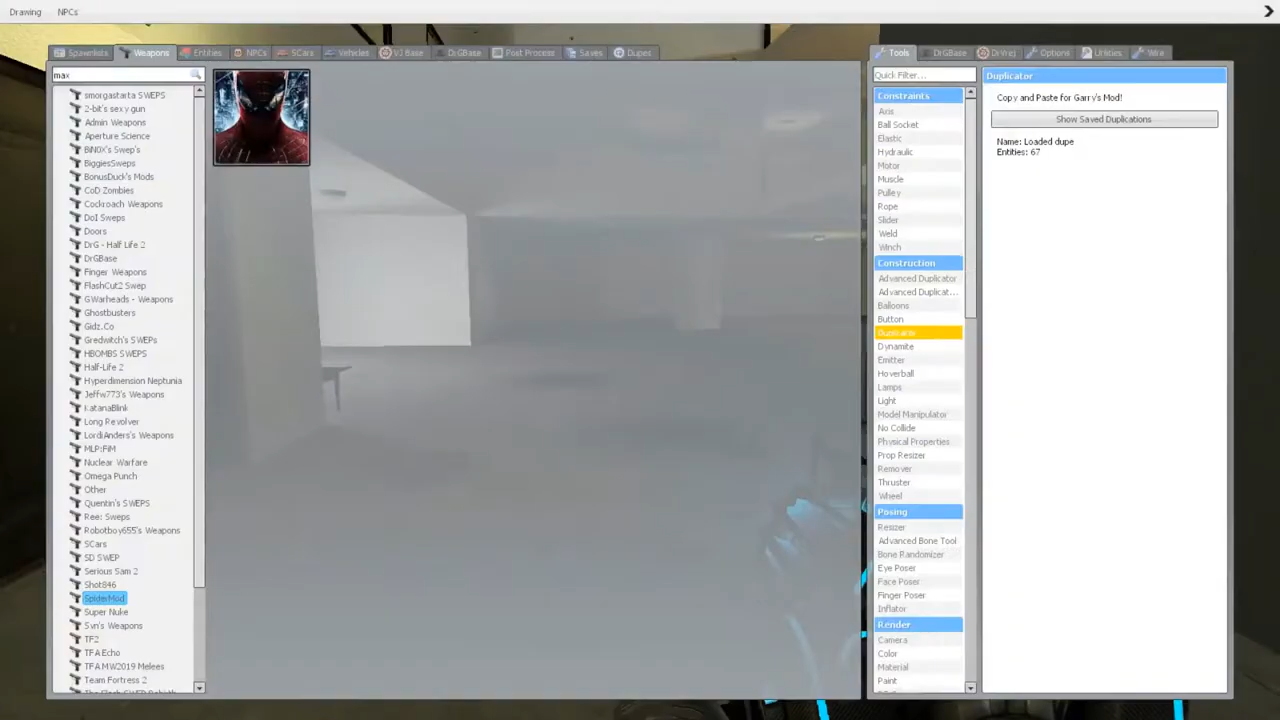 Drawing NPCs
Spawnlists Weapons Entities NPCs SCars Vehicles VJ Base DrGBase Post Process Saves Dupes
max
smorgastarta SWEPS
2-bit's sexy gun
Admin Weapons
Aperture Science
BiNOX's Swep's
BiggiesSweps
BonusDuck's Mods
CoD Zombies
Cockroach Weapons
DoI Sweps
Doors
DrG - Half Life 2
DrGBase
Finger Weapons
FlashCut2 Swep
GWarheads - Weapons
Ghostbusters
Gidz.Co
Gredwitch's SWEPs
HBOMBS SWEPS
Half-Life 2
Hyperdimension Neptunia
Jeffw773's Weapons
KatanaBlink
Long Revolver
LordiAnders's Weapons
MLP:FiM
Nuclear Warfare
Omega Punch
Other
Quentin's SWEPS
Ree: Sweps
Robotboy655's Weapons
SCars
SD SWEP
Serious Sam 2
Shot846
SpiderMod
Super Nuke
Syn's Weapons
TF2
TFA Echo
TFA MW2019 Melees
Team Fortress 2
Tools DrGBase DrVrej Options Utilities Wire
Quick Filter...
Constraints
Axis
Ball Socket
Elastic
Hydraulic
Motor
Muscle
Pulley
Rope
Slider
Weld
Winch
Construction
Advanced Duplicator
Advanced Duplicat...
Balloons
Button
Duplicator
Dynamite
Emitter
Hoverball
Lamps
Light
Model Manipulator
No Collide
Physical Properties
Prop Resizer
Remover
Thruster
Wheel
Posing
Resizer
Advanced Bone Tool
Bone Randomizer
Eye Poser
Face Poser
Finger Poser
Inflator
Render
Camera
Color
Material
Paint
Duplicator
Copy and Paste for Garry's Mod!
Show Saved Duplications
Name: Loaded dupe
Entities: 67